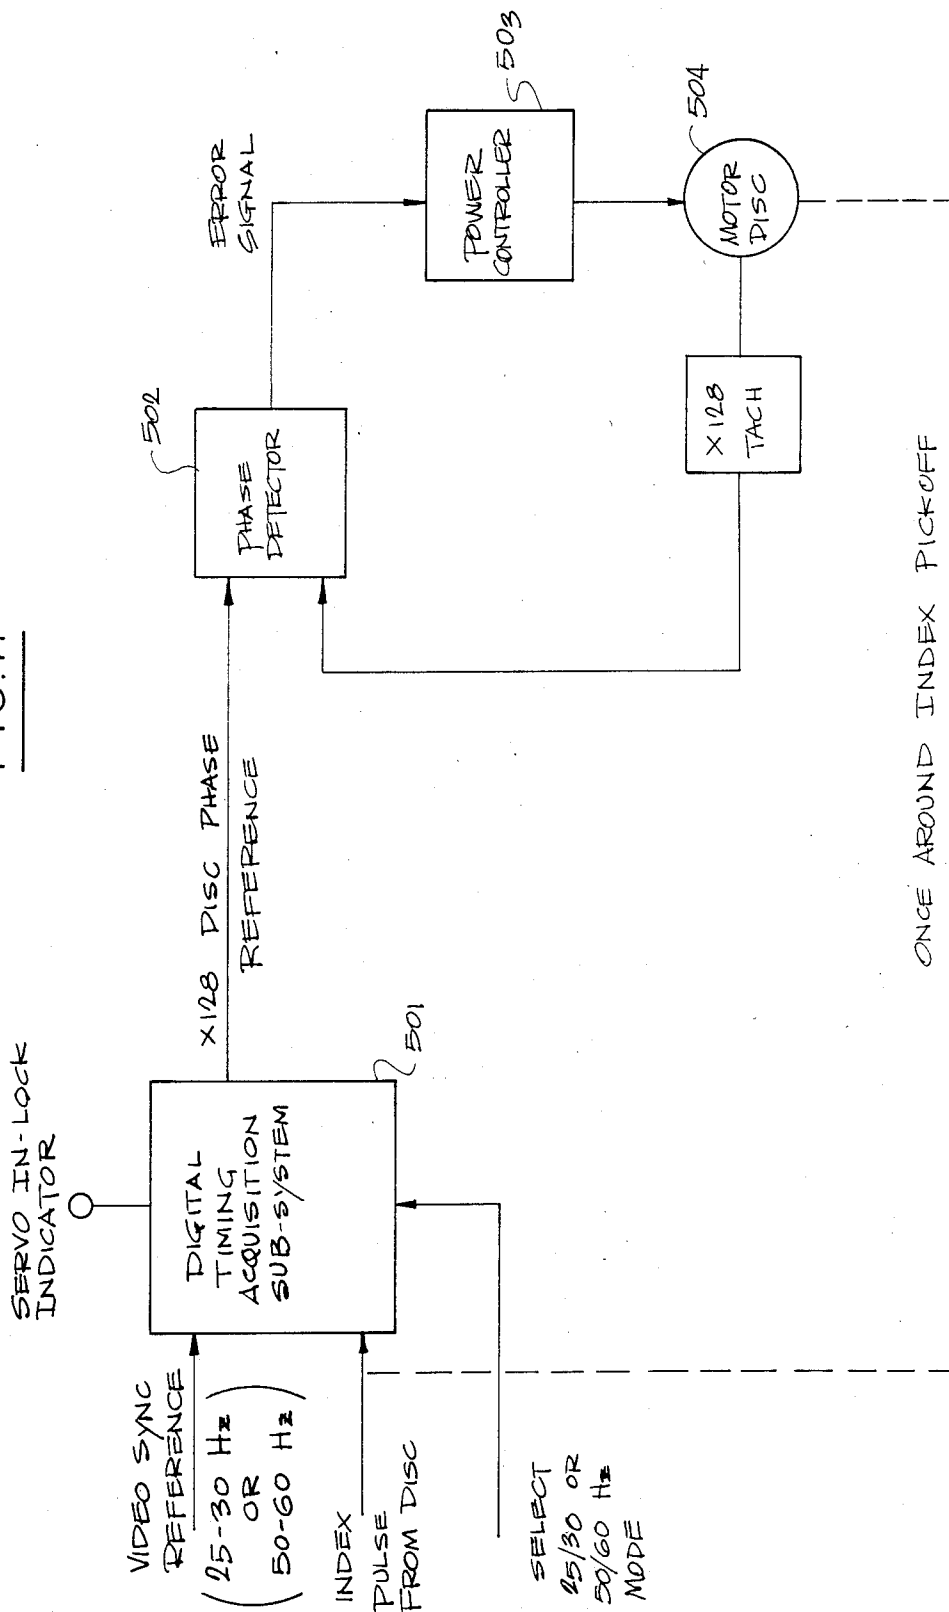 SERVO IN-LOCK
INDICATOR
VIDEO SYNC
REFERENCE
(25-30 Hz
OR
50-60 Hz)
INDEX
PULSE
FROM DISC
SELECT
25/30 OR
50/60 Hz
MODE
DIGITAL
TIMING
ACQUISITION
SUB-SYSTEM
501
X128 DISC PHASE
REFERENCE
502
PHASE
DETECTOR
ERROR
SIGNAL
503
POWER
CONTROLLER
504
MOTOR
DISC
X128
TACH
ONCE AROUND INDEX PICKOFF